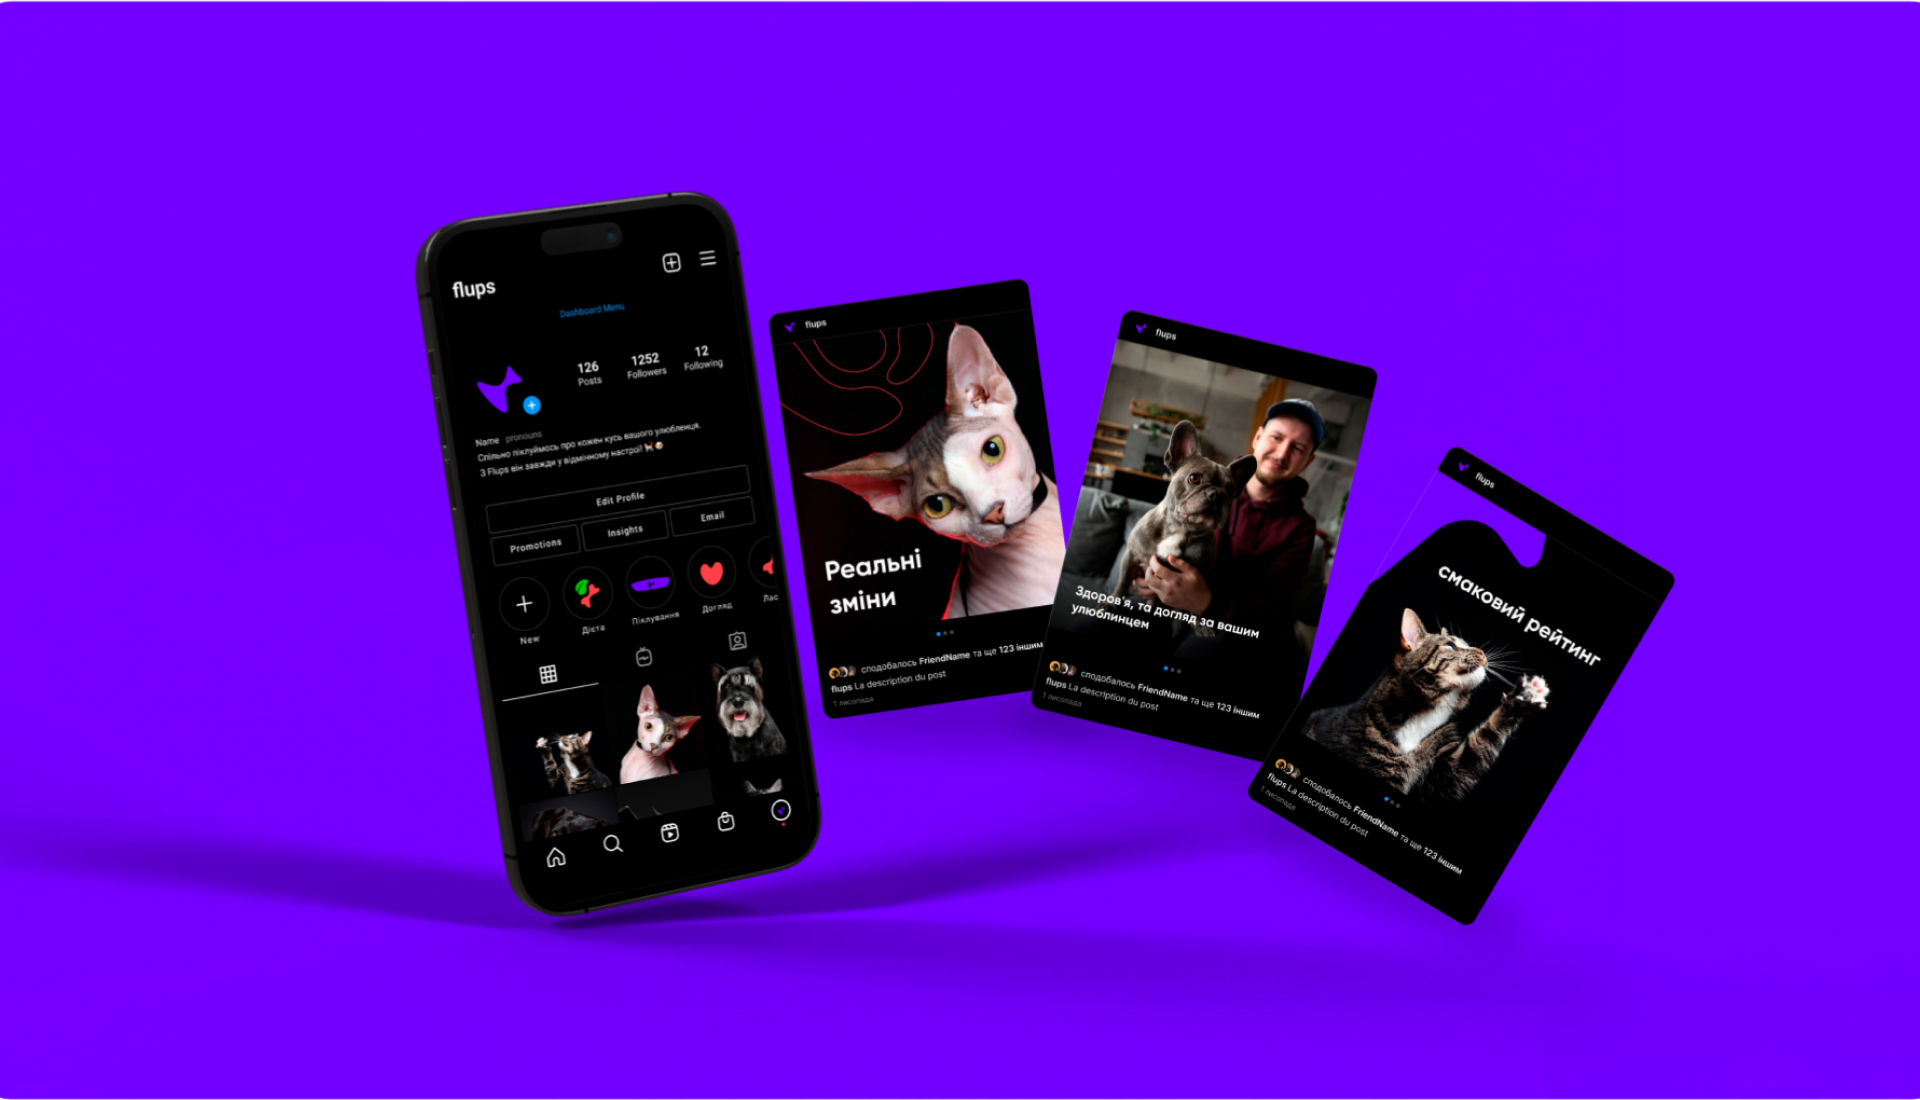 flups
Dashboard Menu
126
Posts
1252
Followers
12
Following
Name pronouns
Спільно піклуймось про кожен кусь вашого улюбленця.
З Flups він завжди у відмінному настрої!
Edit Profile
Promotions
Insights
Email
New
Дієта
Піклування
Догляд
Лас
flups
Реальні
зміни
сподобалось FriendName та ще 123 іншим
flups La description du post
1 листопада
flups
Здоров'я, та догляд за вашим
улюблинцем
сподобалось FriendName та ще 123 іншим
flups La description du post
1 листопада
flups
смаковий рейтинг
сподобалось FriendName та ще 123 іншим
flups La description du post
1 листопада